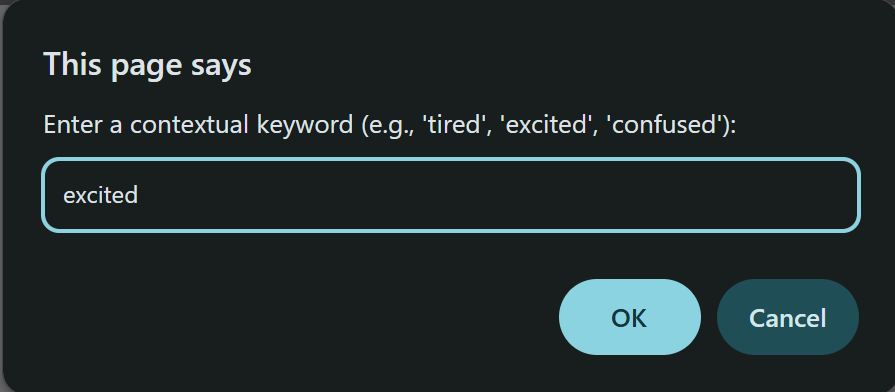 This page says
Enter a contextual keyword (e.g., 'tired', 'excited', 'confused'):
excited
OK Cancel